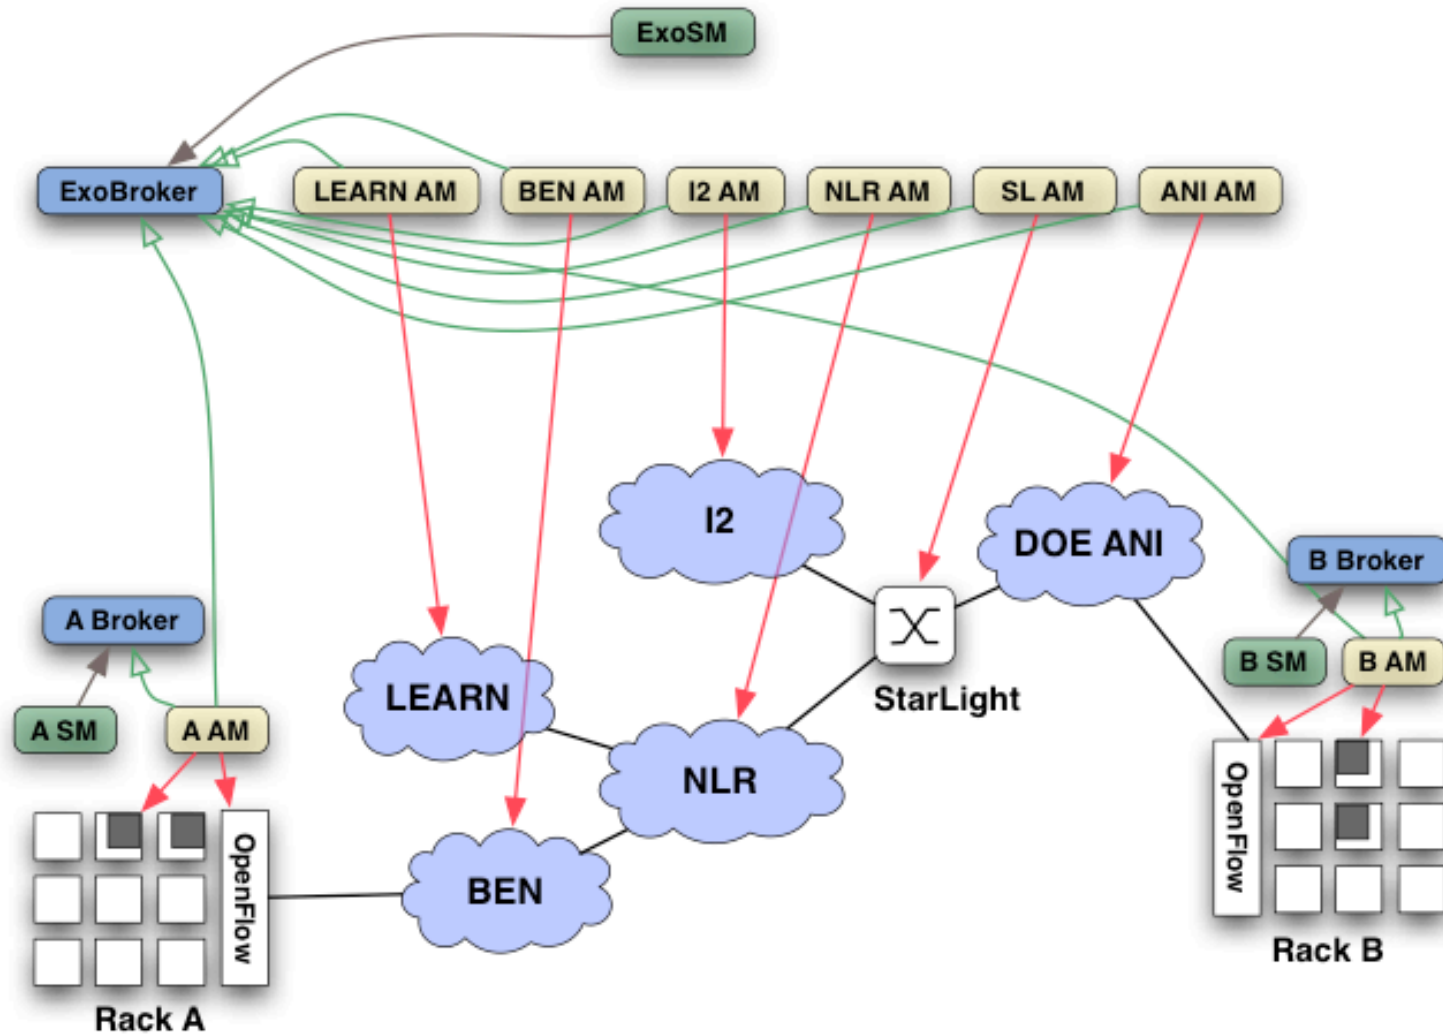 ExoSM
ExoBroker
LEARN AM
BEN AM
I2 AM
NLR AM
SL AM
ANI AM
I2
DOE ANI
B Broker
A Broker
B SM
B AM
LEARN
StarLight
A SM
A AM
NLR
OpenFlow
OpenFlow
BEN
Rack B
Rack A